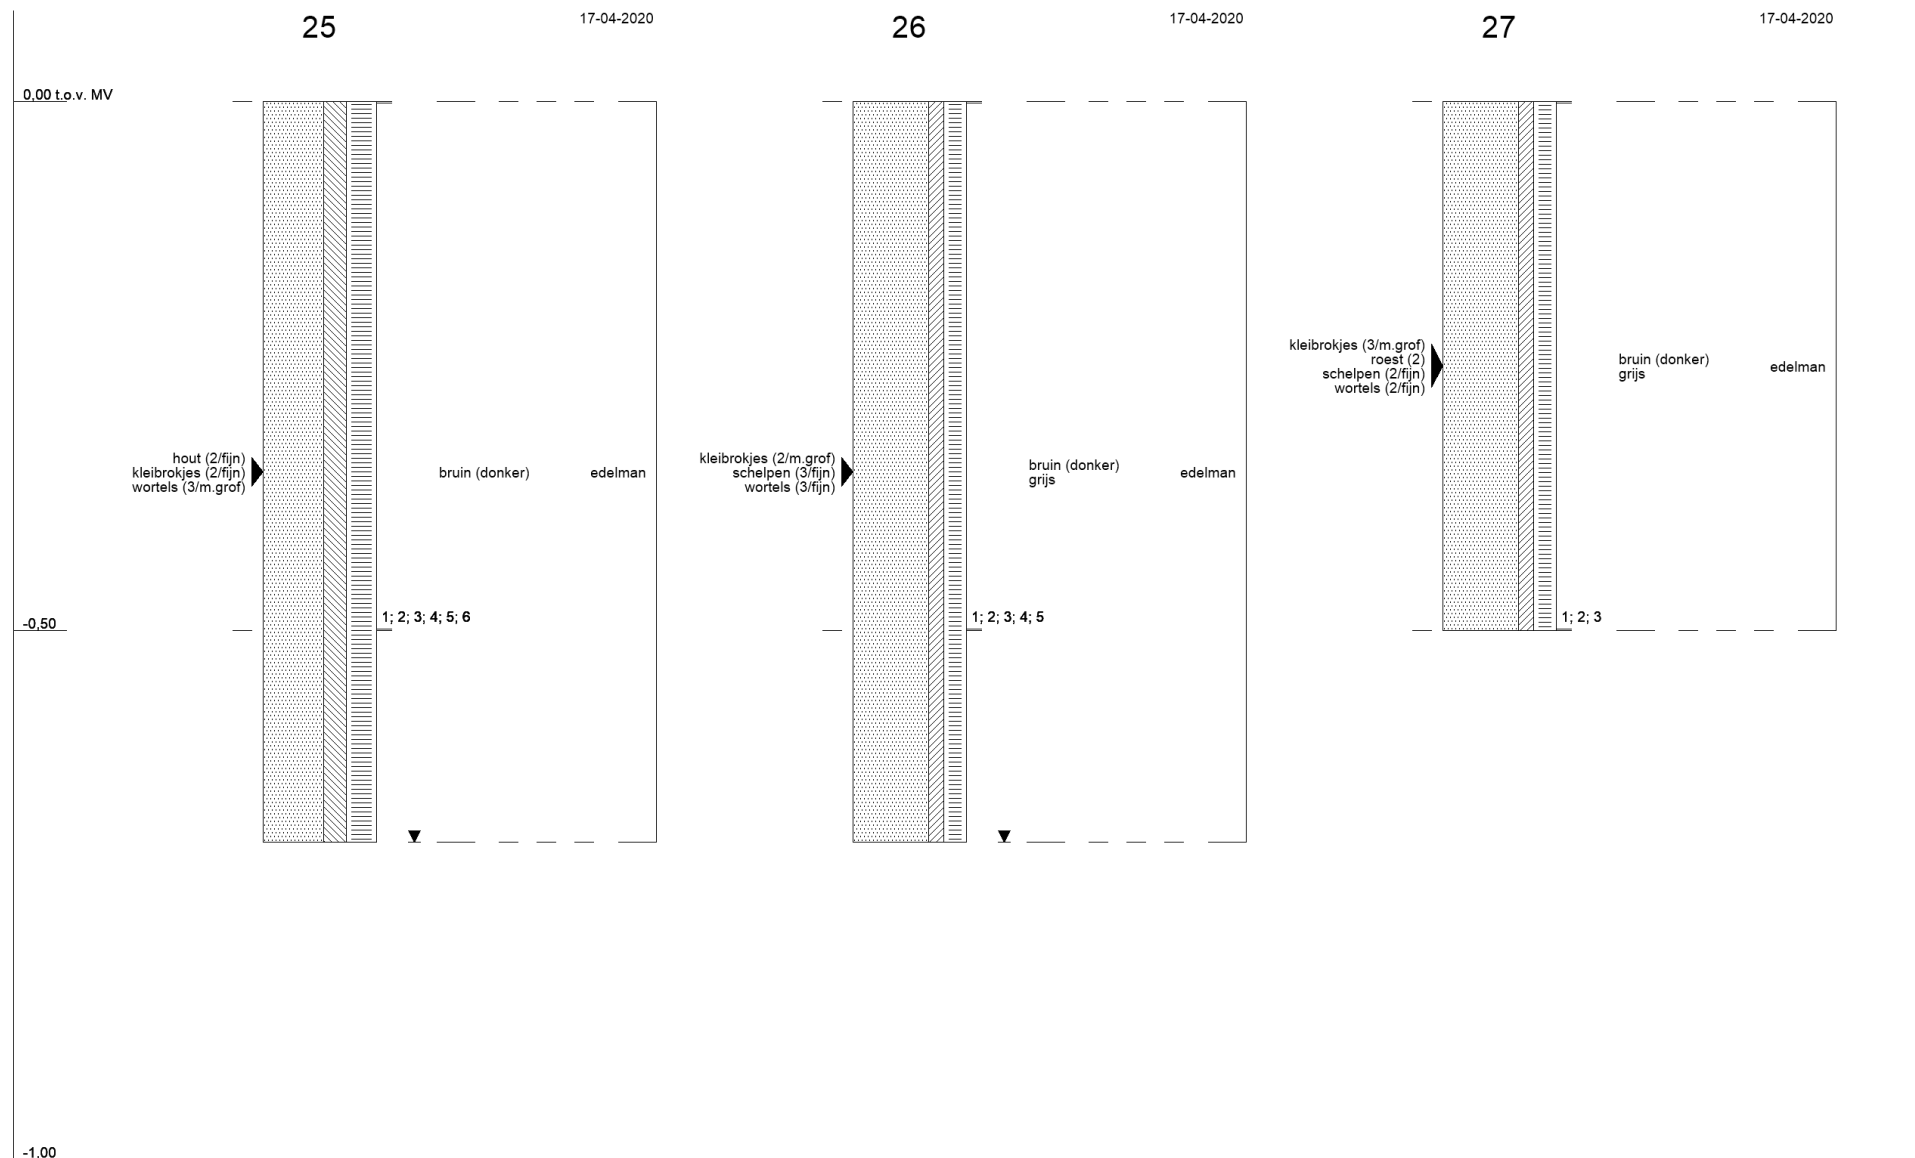 25
17-04-2020
26
17-04-2020
27
17-04-2020
0,00 t.o.v. MV
kleibrokjes (3/m.grof)
roest (2)
schelpen (2/fijn)
wortels (2/fijn)
bruin (donker)
grijs
edelman
hout (2/fijn)
kleibrokjes (2/fijn)
wortels (3/m.grof)
bruin (donker)
edelman
kleibrokjes (2/m.grof)
schelpen (3/fijn)
wortels (3/fijn)
bruin (donker)
grijs
edelman
-0,50
1; 2; 3; 4; 5; 6
1; 2; 3; 4; 5
1; 2; 3
-1.00